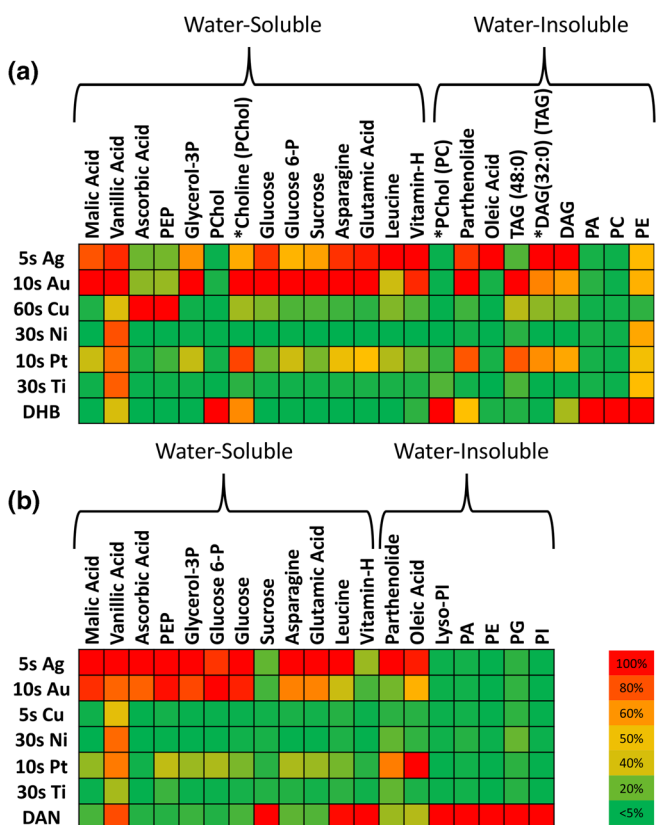 Water-Soluble
Water-Insoluble
(a)
Malic Acid
Vanillic Acid
Ascorbic Acid
PEP
Glycerol-3P
PChol
*Choline (PChol)
Glucose
Glucose 6-P
Sucrose
Asparagine
Glutamic Acid
Leucine
Vitamin-H
*PChol (PC)
Parthenolide
Oleic Acid
TAG (48:0)
*DAG(32:0) (TAG)
DAG
PA
PC
PE
5s Ag
10s Au
60s Cu
30s Ni
10s Pt
30s Ti
DHB
Water-Soluble
Water-Insoluble
(b)
Malic Acid
Vanillic Acid
Ascorbic Acid
PEP
Glycerol-3P
Glucose 6-P
Glucose
Sucrose
Asparagine
Glutamic Acid
Leucine
Vitamin-H
Parthenolide
Oleic Acid
Lyso-PI
PA
PE
PG
PI
5s Ag
10s Au
5s Cu
30s Ni
10s Pt
30s Ti
DAN
100%
80%
60%
50%
40%
20%
<5%